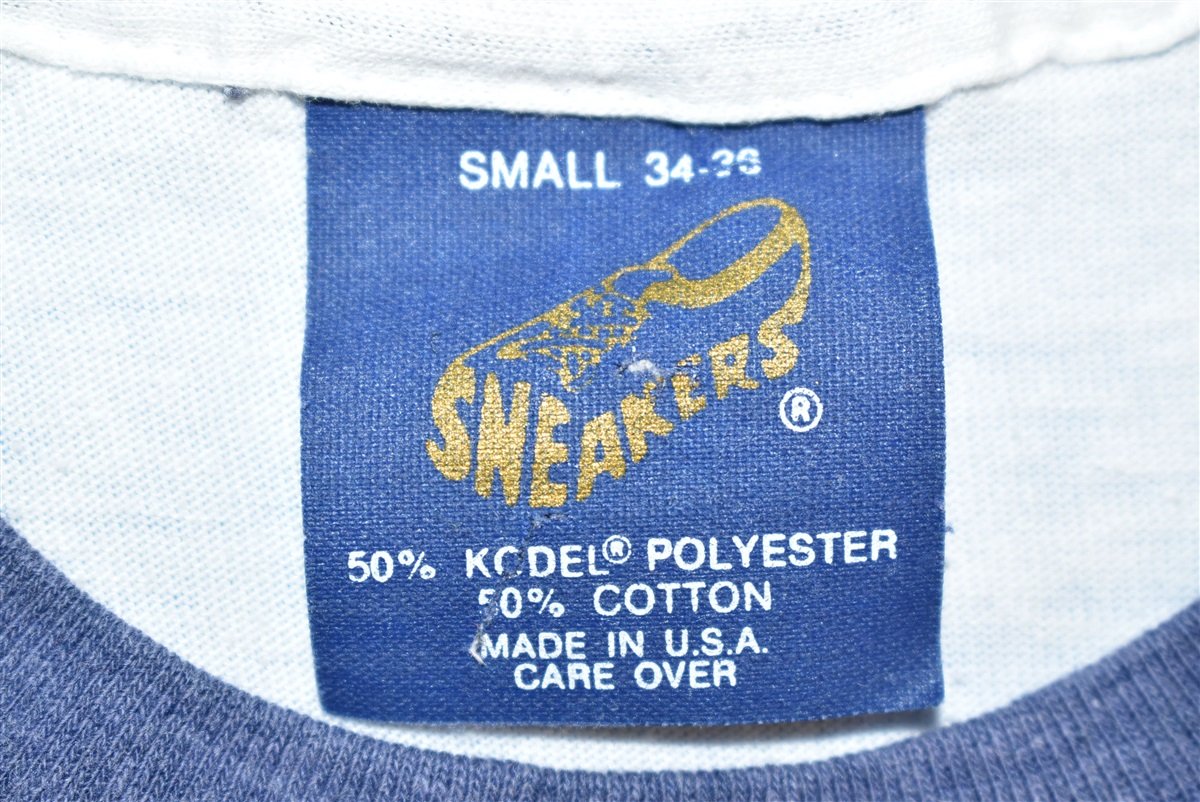 SMALL 34-36
SNEAKERS
®
50% KODEL® POLYESTER
50% COTTON
MADE IN U.S.A.
CARE OVER